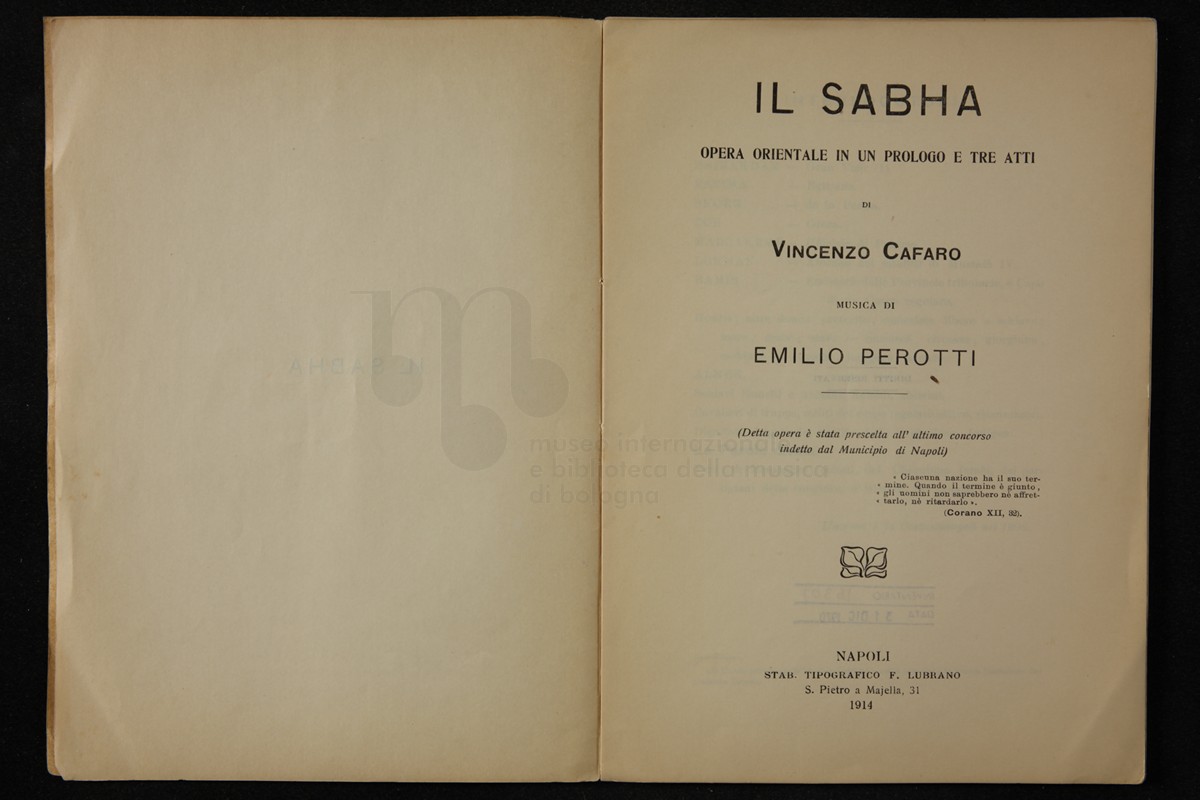 IL SABHA
OPERA ORIENTALE IN UN PROLOGO E TRE ATTI
DI
VINCENZO CAFARO
MUSICA DI
EMILIO PEROTTI
(Detta opera è stata prescelta all' ultimo concorso
indetto dal Municipio di Napoli)
« Ciascuna nazione ha il suo ter-
« mine. Quando il termine è giunto,
« gli uomini non saprebbero nè affret-
« tarlo, nè ritardarlo ».
(Corano XII, 32).
NAPOLI
STAB. TIPOGRAFICO F. LUBRANO
S. Pietro a Majella, 31
1914
IL SABHA
museo internazionale
e biblioteca della musica
di bologna